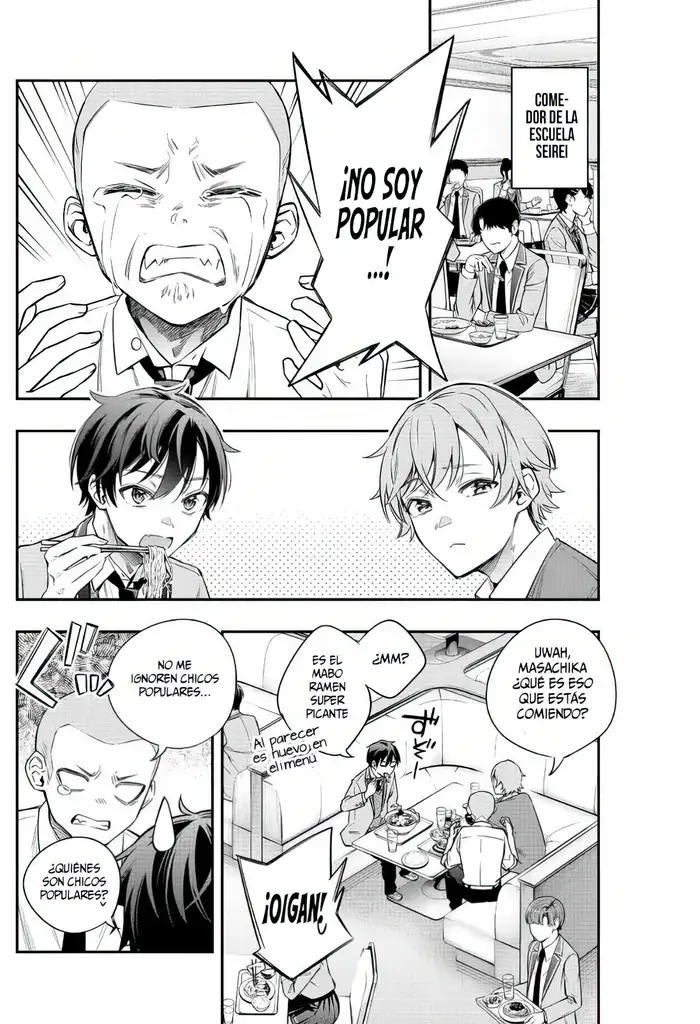 COME-
DOR DE LA
ESCUELA
SEIREI
¡NO SOY
POPULAR
...!
UWAH,
MASACHIKA
¿QUÉ ES ESO
QUE ESTÁS
COMIENDO?
¿MM?
ES EL
MABO
RAMEN
SUPER
PICANTE
Al parecer
es nuevo en
el menú
¡OIGAN!
NO ME
IGNOREN CHICOS
POPULARES...
¿QUIÉNES
SON CHICOS
POPULARES?